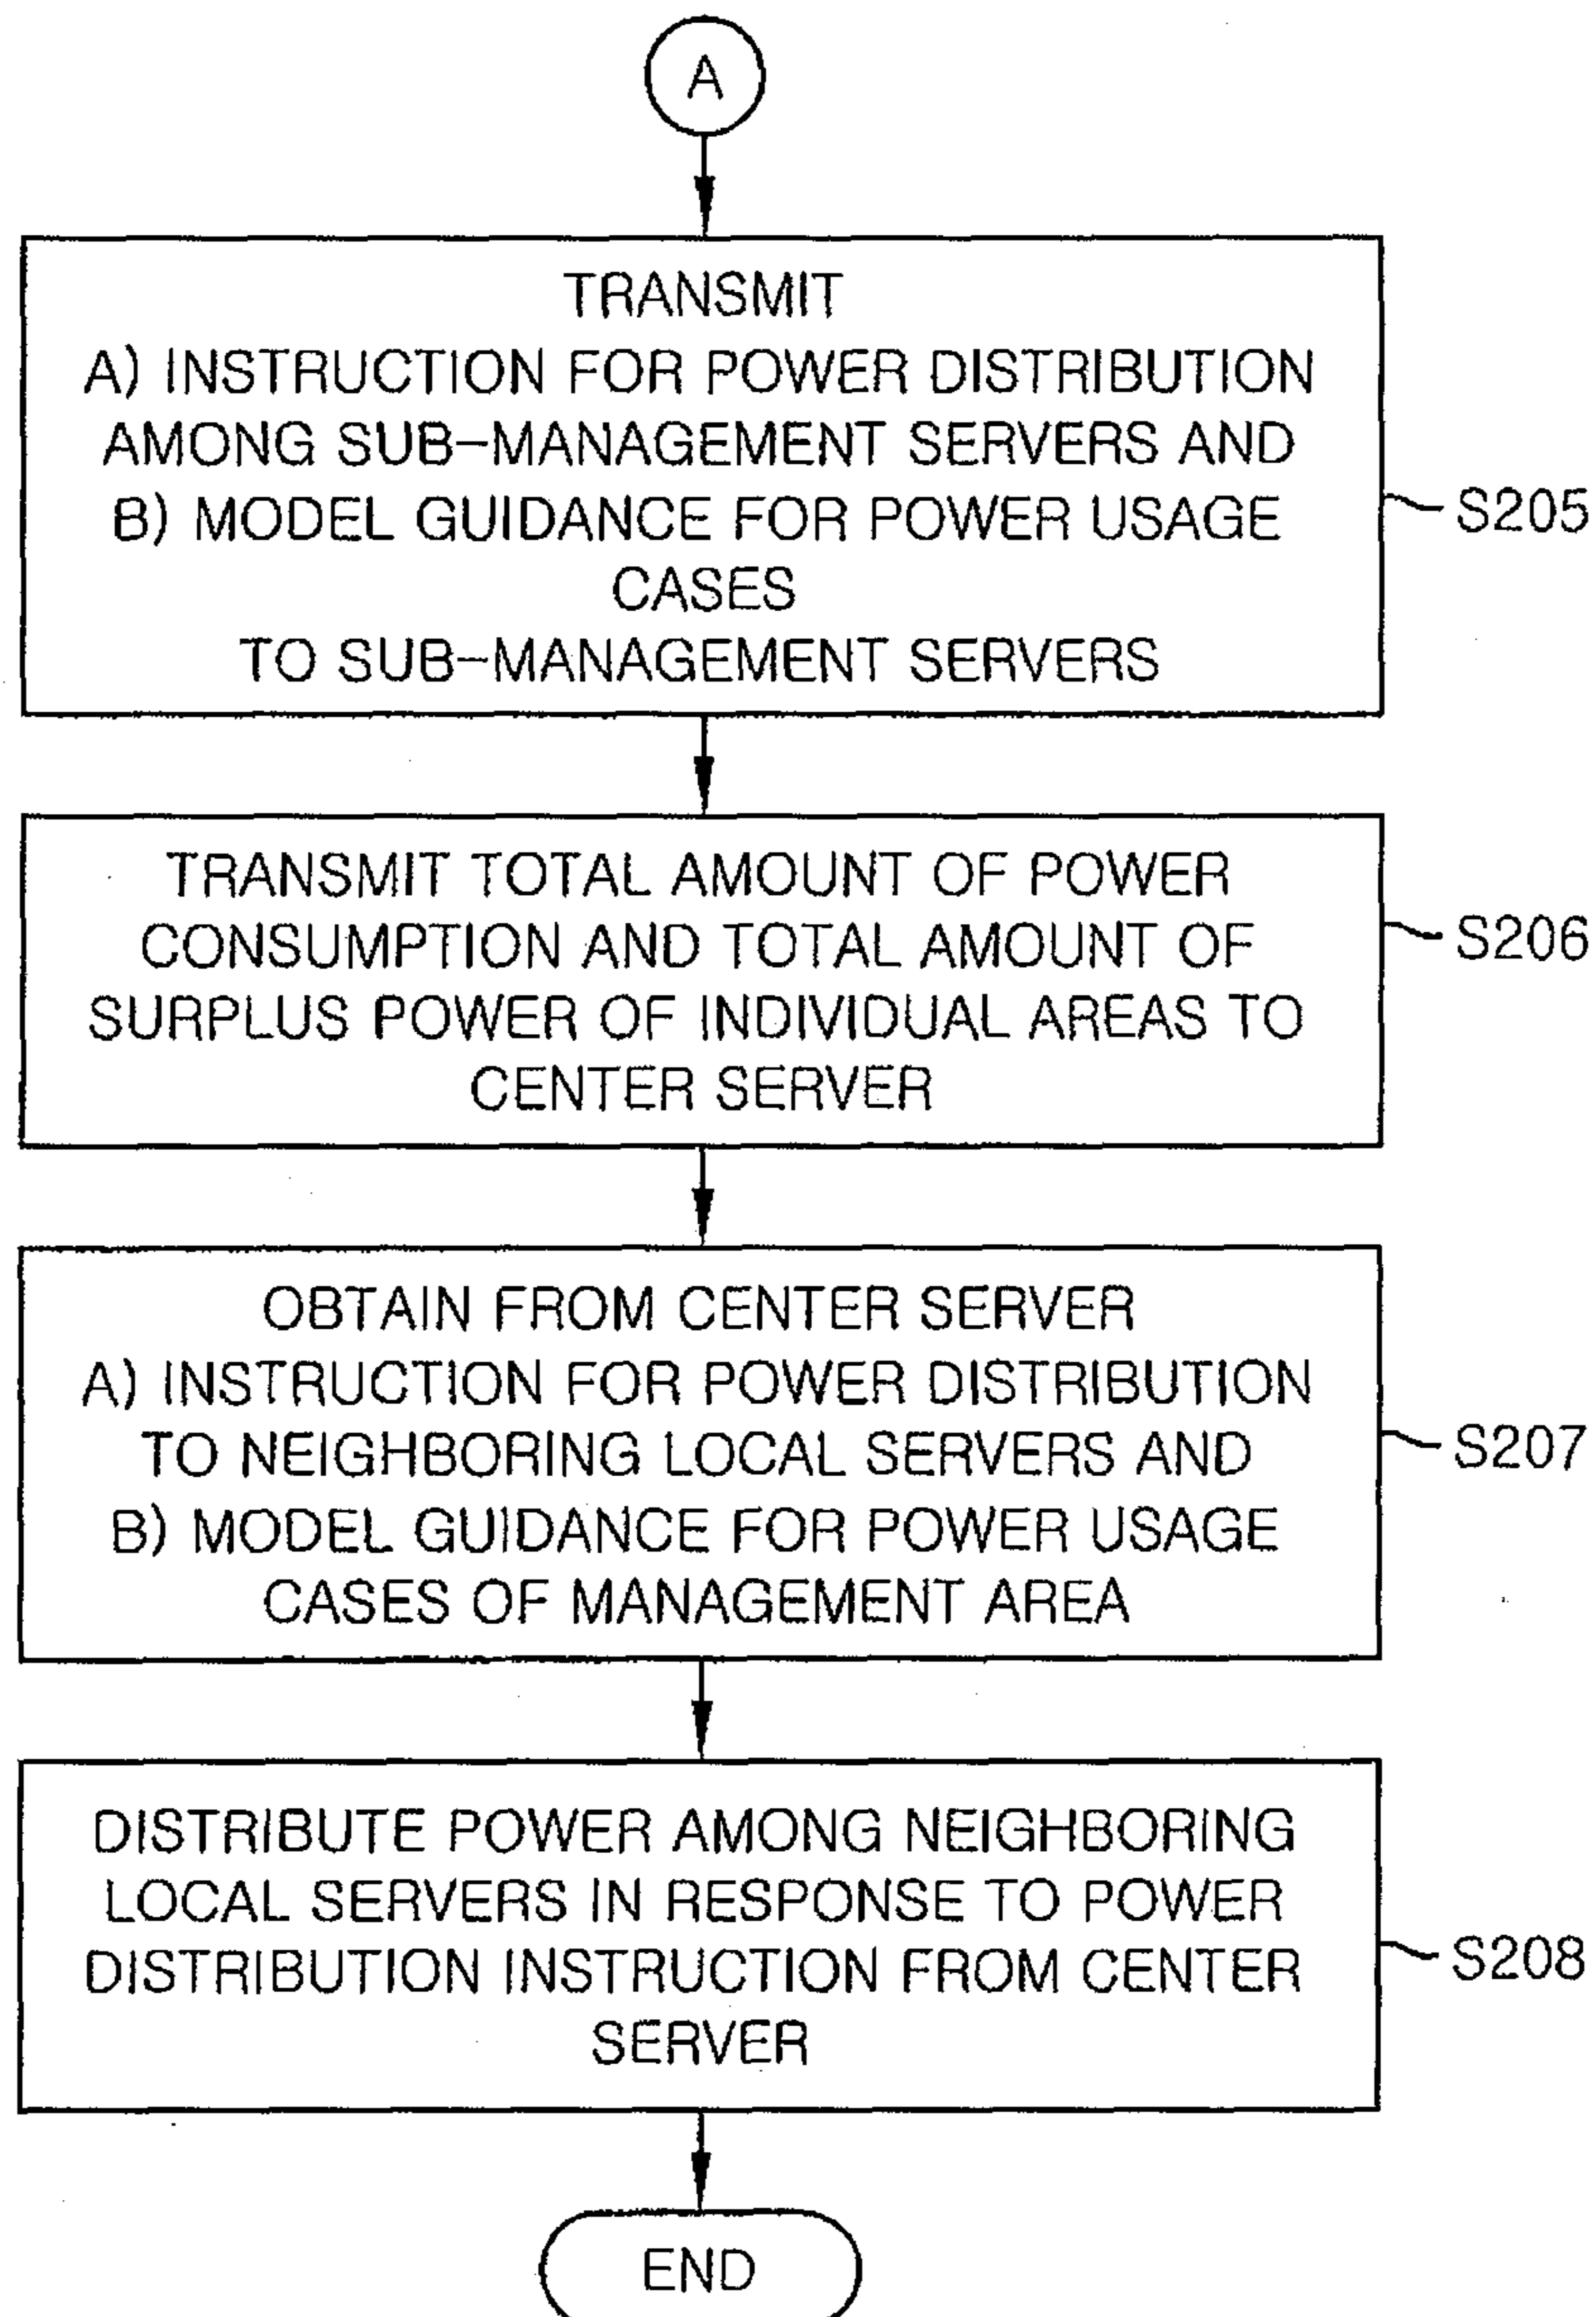 A
TRANSMIT
A) INSTRUCTION FOR POWER DISTRIBUTION
AMONG SUB-MANAGEMENT SERVERS AND
B) MODEL GUIDANCE FOR POWER USAGE
CASES
TO SUB-MANAGEMENT SERVERS
S205
TRANSMIT TOTAL AMOUNT OF POWER
CONSUMPTION AND TOTAL AMOUNT OF
SURPLUS POWER OF INDIVIDUAL AREAS TO
CENTER SERVER
S206
OBTAIN FROM CENTER SERVER
A) INSTRUCTION FOR POWER DISTRIBUTION
TO NEIGHBORING LOCAL SERVERS AND
B) MODEL GUIDANCE FOR POWER USAGE
CASES OF MANAGEMENT AREA
S207
DISTRIBUTE POWER AMONG NEIGHBORING
LOCAL SERVERS IN RESPONSE TO POWER
DISTRIBUTION INSTRUCTION FROM CENTER
SERVER
S208
END